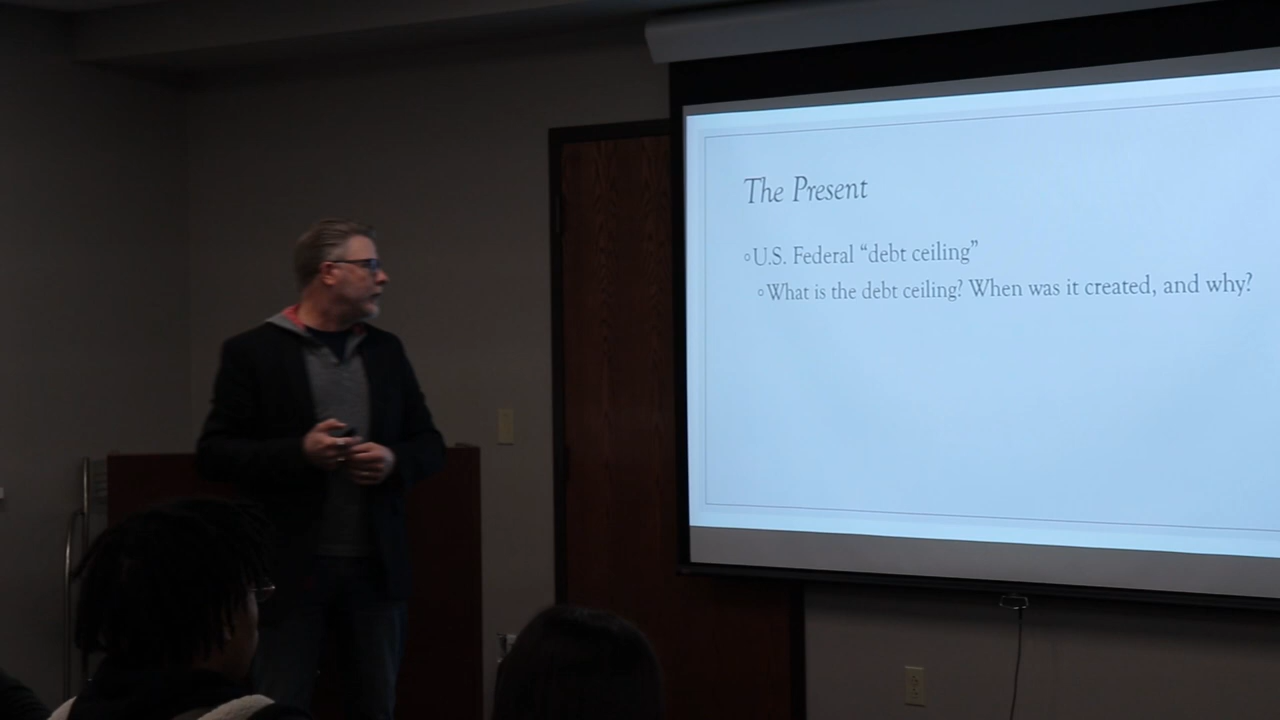 The Present
U.S. Federal “debt ceiling”
What is the debt ceiling? When was it created, and why?